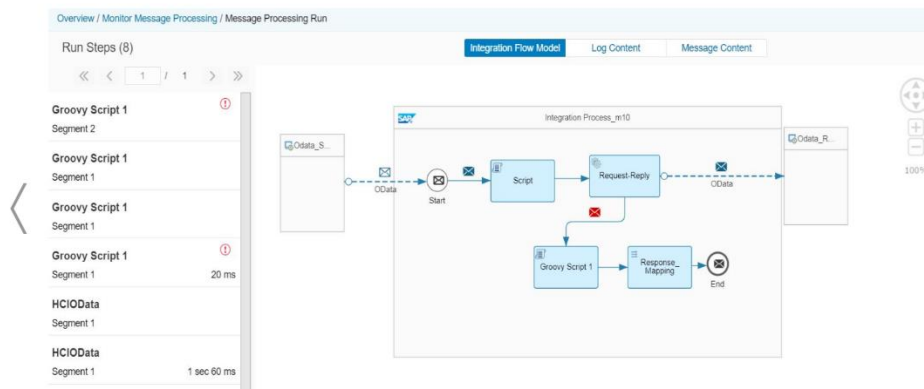 Overview / Monitor Message Processing / Message Processing Run
Run Steps (8)
Integration Flow Model
Log Content
Message Content
1 / 1
Groovy Script 1
Segment 2
Groovy Script 1
Segment 1
Groovy Script 1
Segment 1
Groovy Script 1
Segment 1 20 ms
HCIOData
Segment 1
HCIOData
Segment 1 1 sec 60 ms
SAP
Integration Process_m10
Odata_S...
OData
Start
Script
Request-Reply
OData
Odata_R...
Groovy Script 1
Response_
Mapping
End
100%